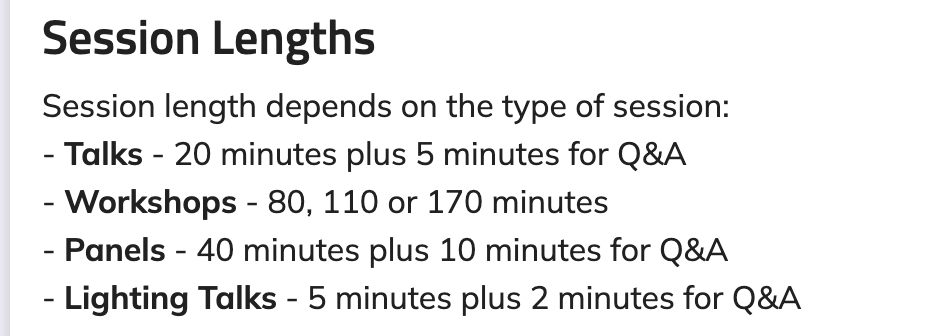 Session Lengths
Session length depends on the type of session:
- Talks - 20 minutes plus 5 minutes for Q&A
- Workshops - 80, 110 or 170 minutes
- Panels - 40 minutes plus 10 minutes for Q&A
- Lighting Talks - 5 minutes plus 2 minutes for Q&A